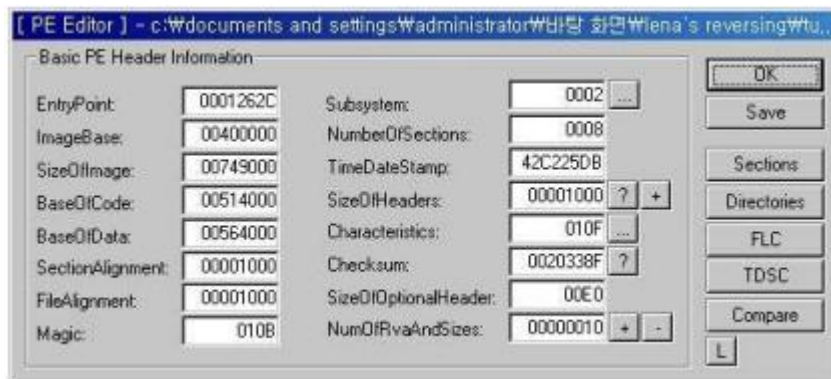 [ PE Editor ] - c:₩documents and settings₩administrator₩바탕 화면₩lena's reversing₩tu...
Basic PE Header Information
EntryPoint: 0001262C
ImageBase: 00400000
SizeOfImage: 00749000
BaseOfCode: 00514000
BaseOfData: 00564000
SectionAlignment: 00001000
FileAlignment: 00001000
Magic: 010B
Subsystem: 0002 ...
NumberOfSections: 0008
TimeDateStamp: 42C225DB
SizeOfHeaders: 00001000 ? +
Characteristics: 010F ...
Checksum: 0020338F ?
SizeOfOptionalHeader: 00E0
NumOfRvaAndSizes: 00000010 + -
OK
Save
Sections
Directories
FLC
TDSC
Compare
L